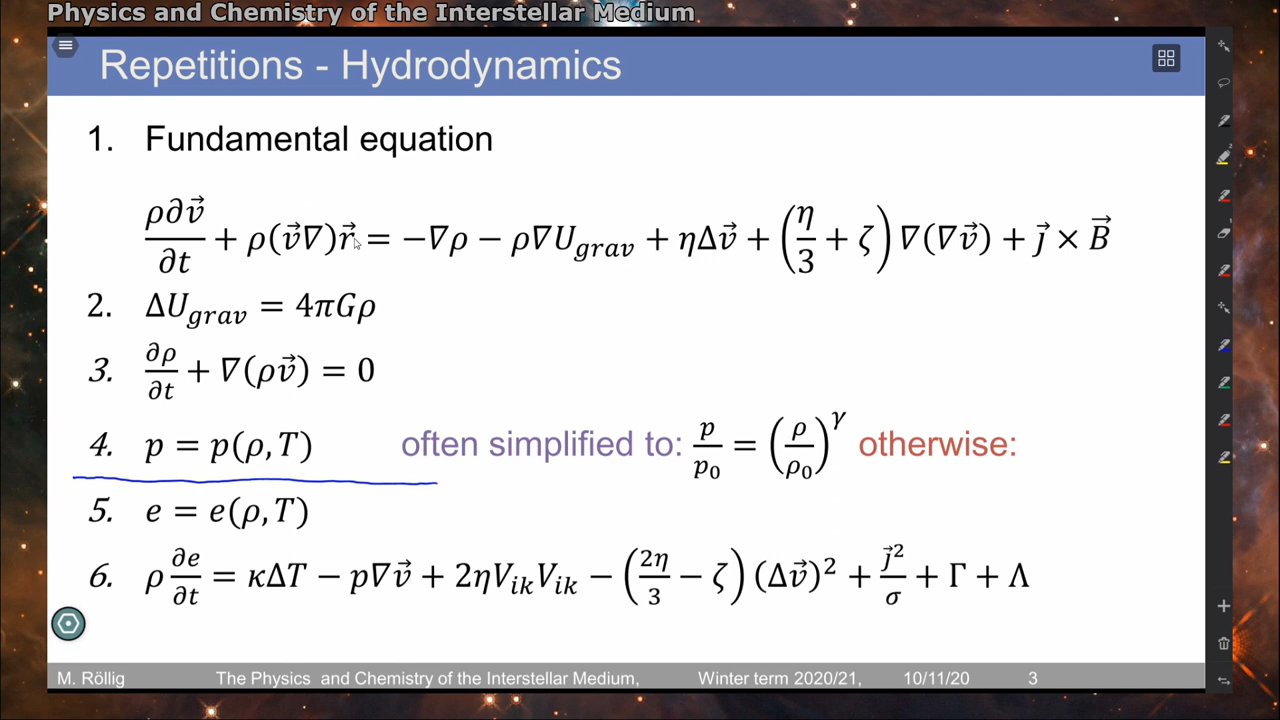 Physics and Chemistry of the Interstellar Medium
Repetitions - Hydrodynamics
1. Fundamental equation
ρ∂v⃗/∂t + ρ(v⃗∇)r⃗ = −∇ρ − ρ∇U_grav + ηΔv⃗ + (η/3 + ζ) ∇(∇v⃗) + j⃗ × B⃗
2. ΔU_grav = 4πGρ
3. ∂ρ/∂t + ∇(ρv⃗) = 0
4. p = p(ρ,T) often simplified to: p/p₀ = (ρ/ρ₀)^γ otherwise:
5. e = e(ρ,T)
6. ρ ∂e/∂t = κΔT − p∇v⃗ + 2ηV_ik V_ik − (2η/3 − ζ) (Δv⃗)² + j⃗²/σ + Γ + Λ
M. Röllig The Physics and Chemistry of the Interstellar Medium, Winter term 2020/21, 10/11/20 3